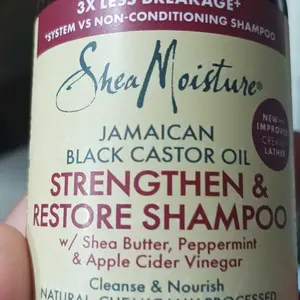 3X LESS BREAKAGE+
*SYSTEM VS NON-CONDITIONING SHAMPOO
SheaMoisture®
NEW
IMPROVED
LATHER
JAMAICAN
BLACK CASTOR OIL
STRENGTHEN &
RESTORE SHAMPOO
w/ Shea Butter, Peppermint
& Apple Cider Vinegar
Cleanse & Nourish